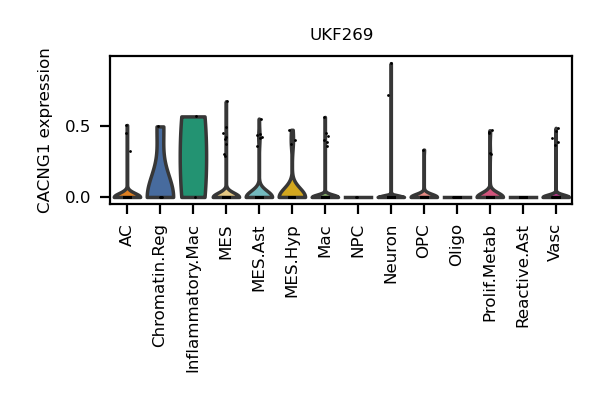 UKF269
CACNG1 expression
0.5
0.0
AC
Chromatin.Reg
Inflammatory.Mac
MES
MES.Ast
MES.Hyp
Mac
NPC
Neuron
OPC
Oligo
Prolif.Metab
Reactive.Ast
Vasc